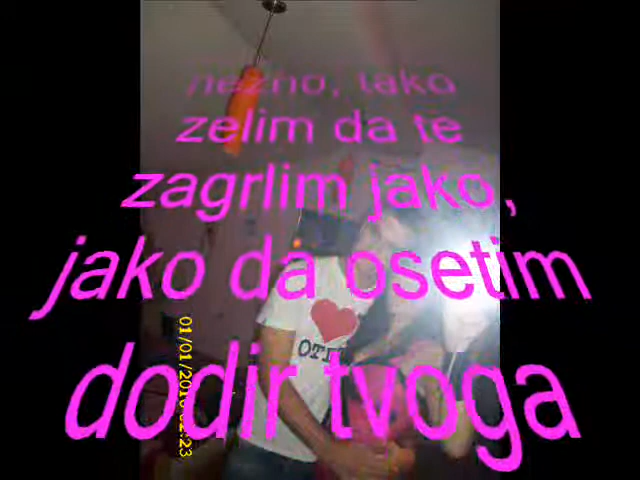 nezno, tako
zelim da te
zagrlim jako,
jako da osetim
dodir tvoga